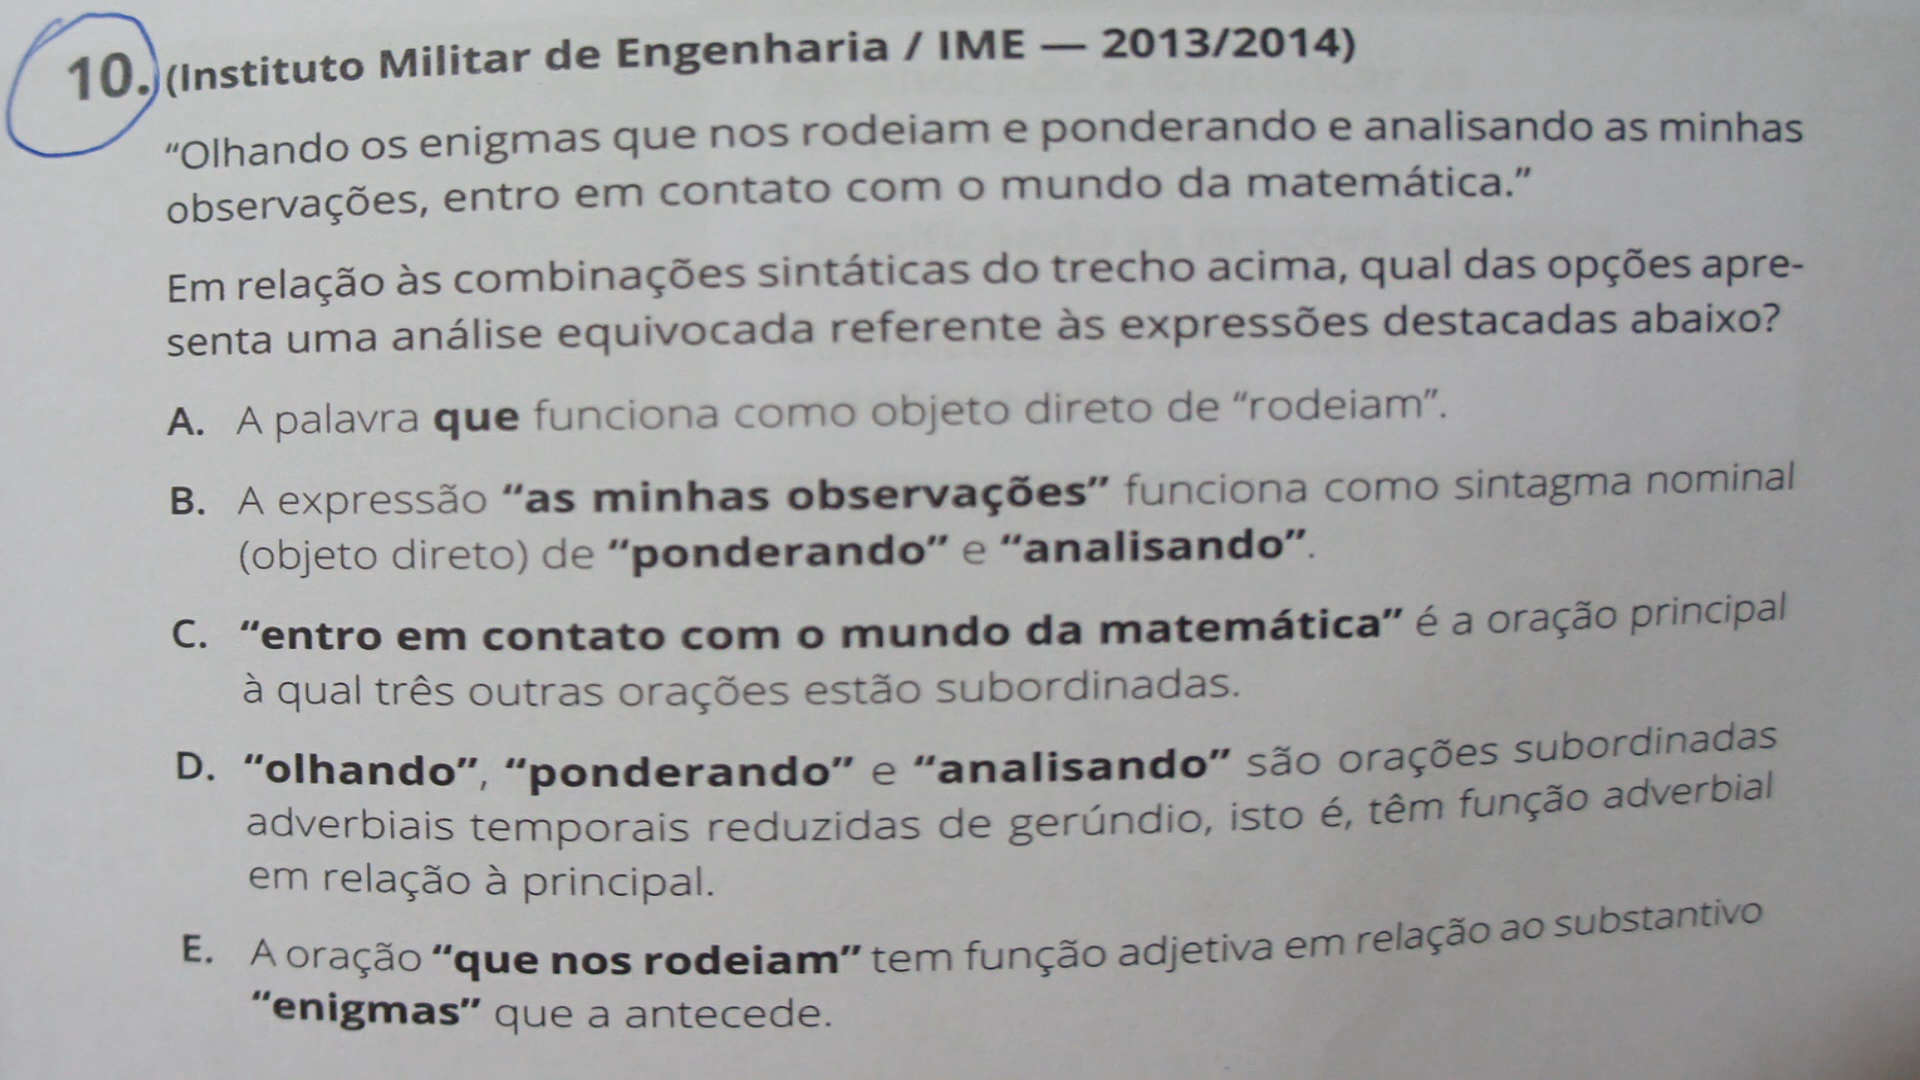 10. (Instituto Militar de Engenharia / IME — 2013/2014)
“Olhando os enigmas que nos rodeiam e ponderando e analisando as minhas
observações, entro em contato com o mundo da matemática.”
Em relação às combinações sintáticas do trecho acima, qual das opções apre-
senta uma análise equivocada referente às expressões destacadas abaixo?
A. A palavra que funciona como objeto direto de “rodeiam”.
B. A expressão “as minhas observações” funciona como sintagma nominal
(objeto direto) de “ponderando” e “analisando”.
C. “entro em contato com o mundo da matemática” é a oração principal
à qual três outras orações estão subordinadas.
D. “olhando”, “ponderando” e “analisando” são orações subordinadas
adverbiais temporais reduzidas de gerúndio, isto é, têm função adverbial
em relação à principal.
E. A oração “que nos rodeiam” tem função adjetiva em relação ao substantivo
“enigmas” que a antecede.